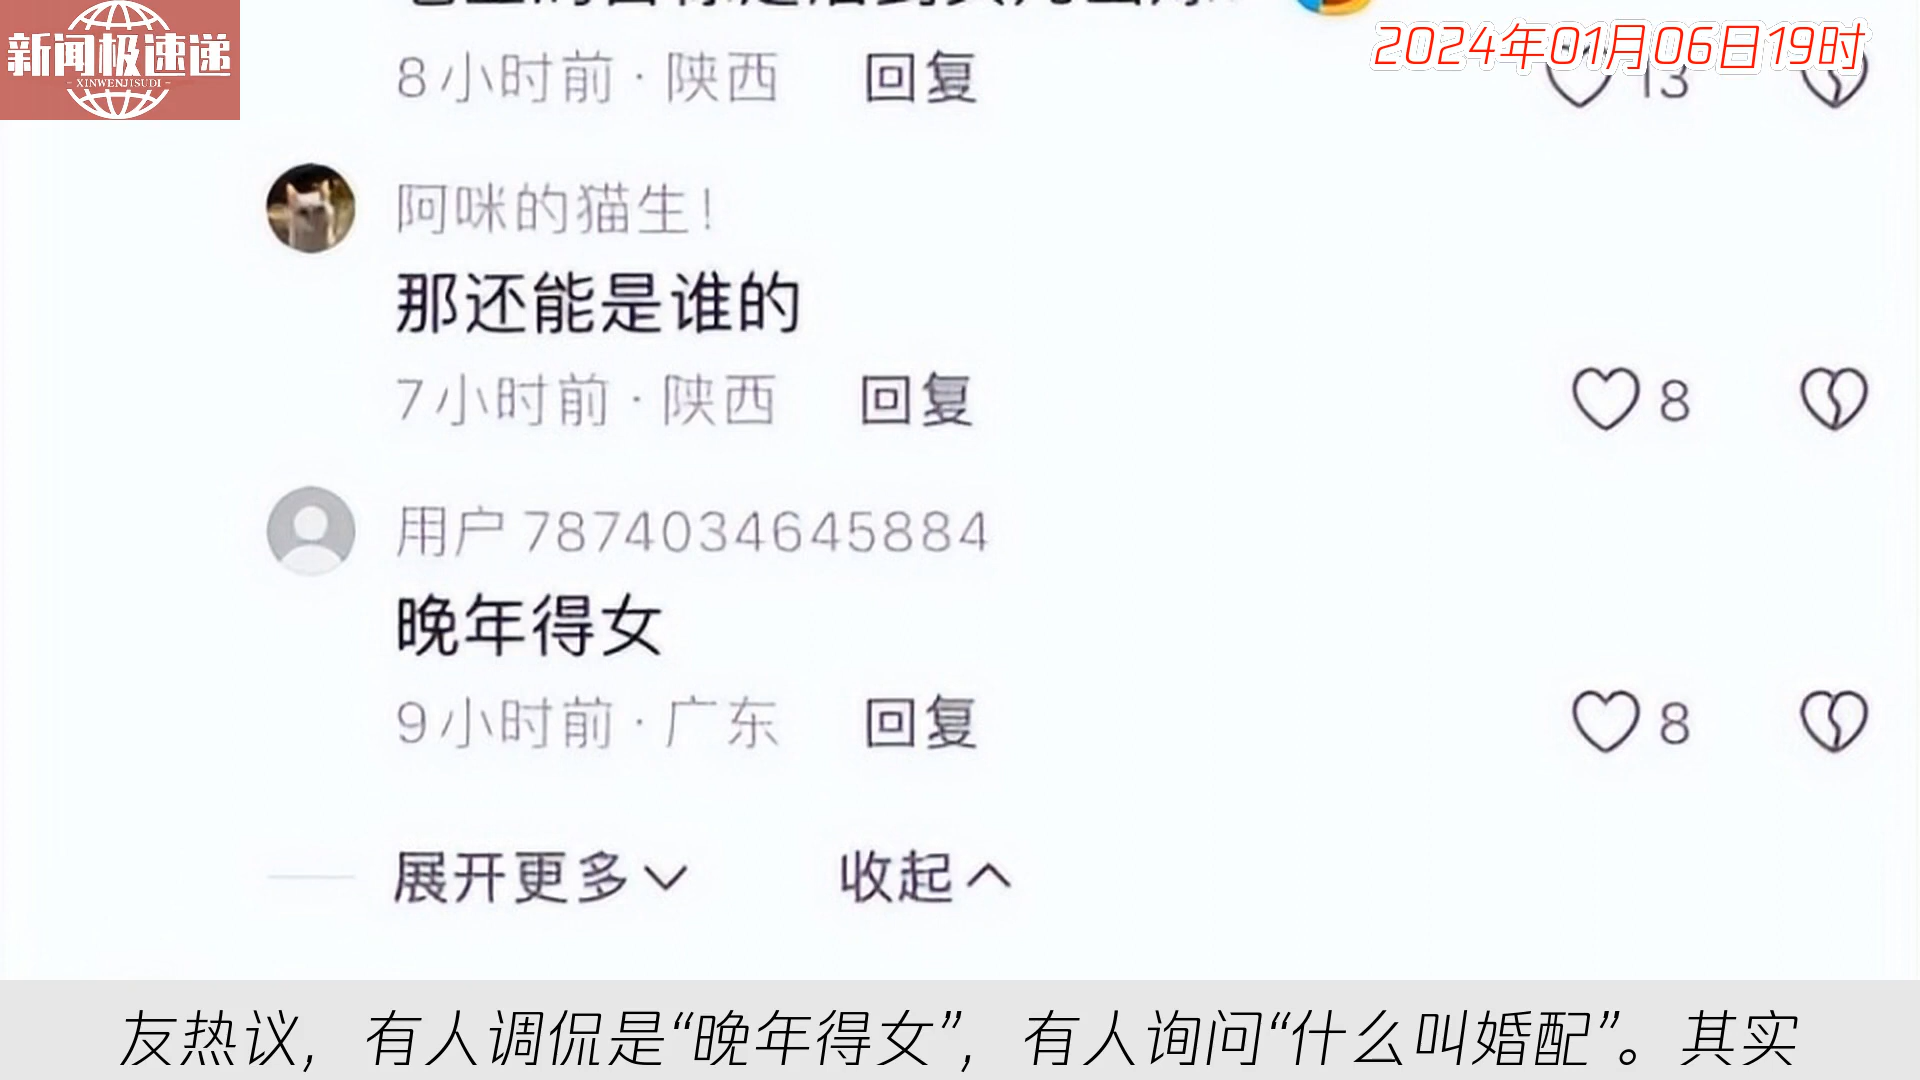 新闻极速递
XINWENJISUDI
2024年01月06日19时
8小时前·陕西 回复 13
阿咪的猫生！
那还能是谁的
7小时前·陕西 回复 8
用户7874034645884
晚年得女
9小时前·广东 回复 8
展开更多 收起
友热议，有人调侃是“晚年得女”，有人询问“什么叫婚配”。其实